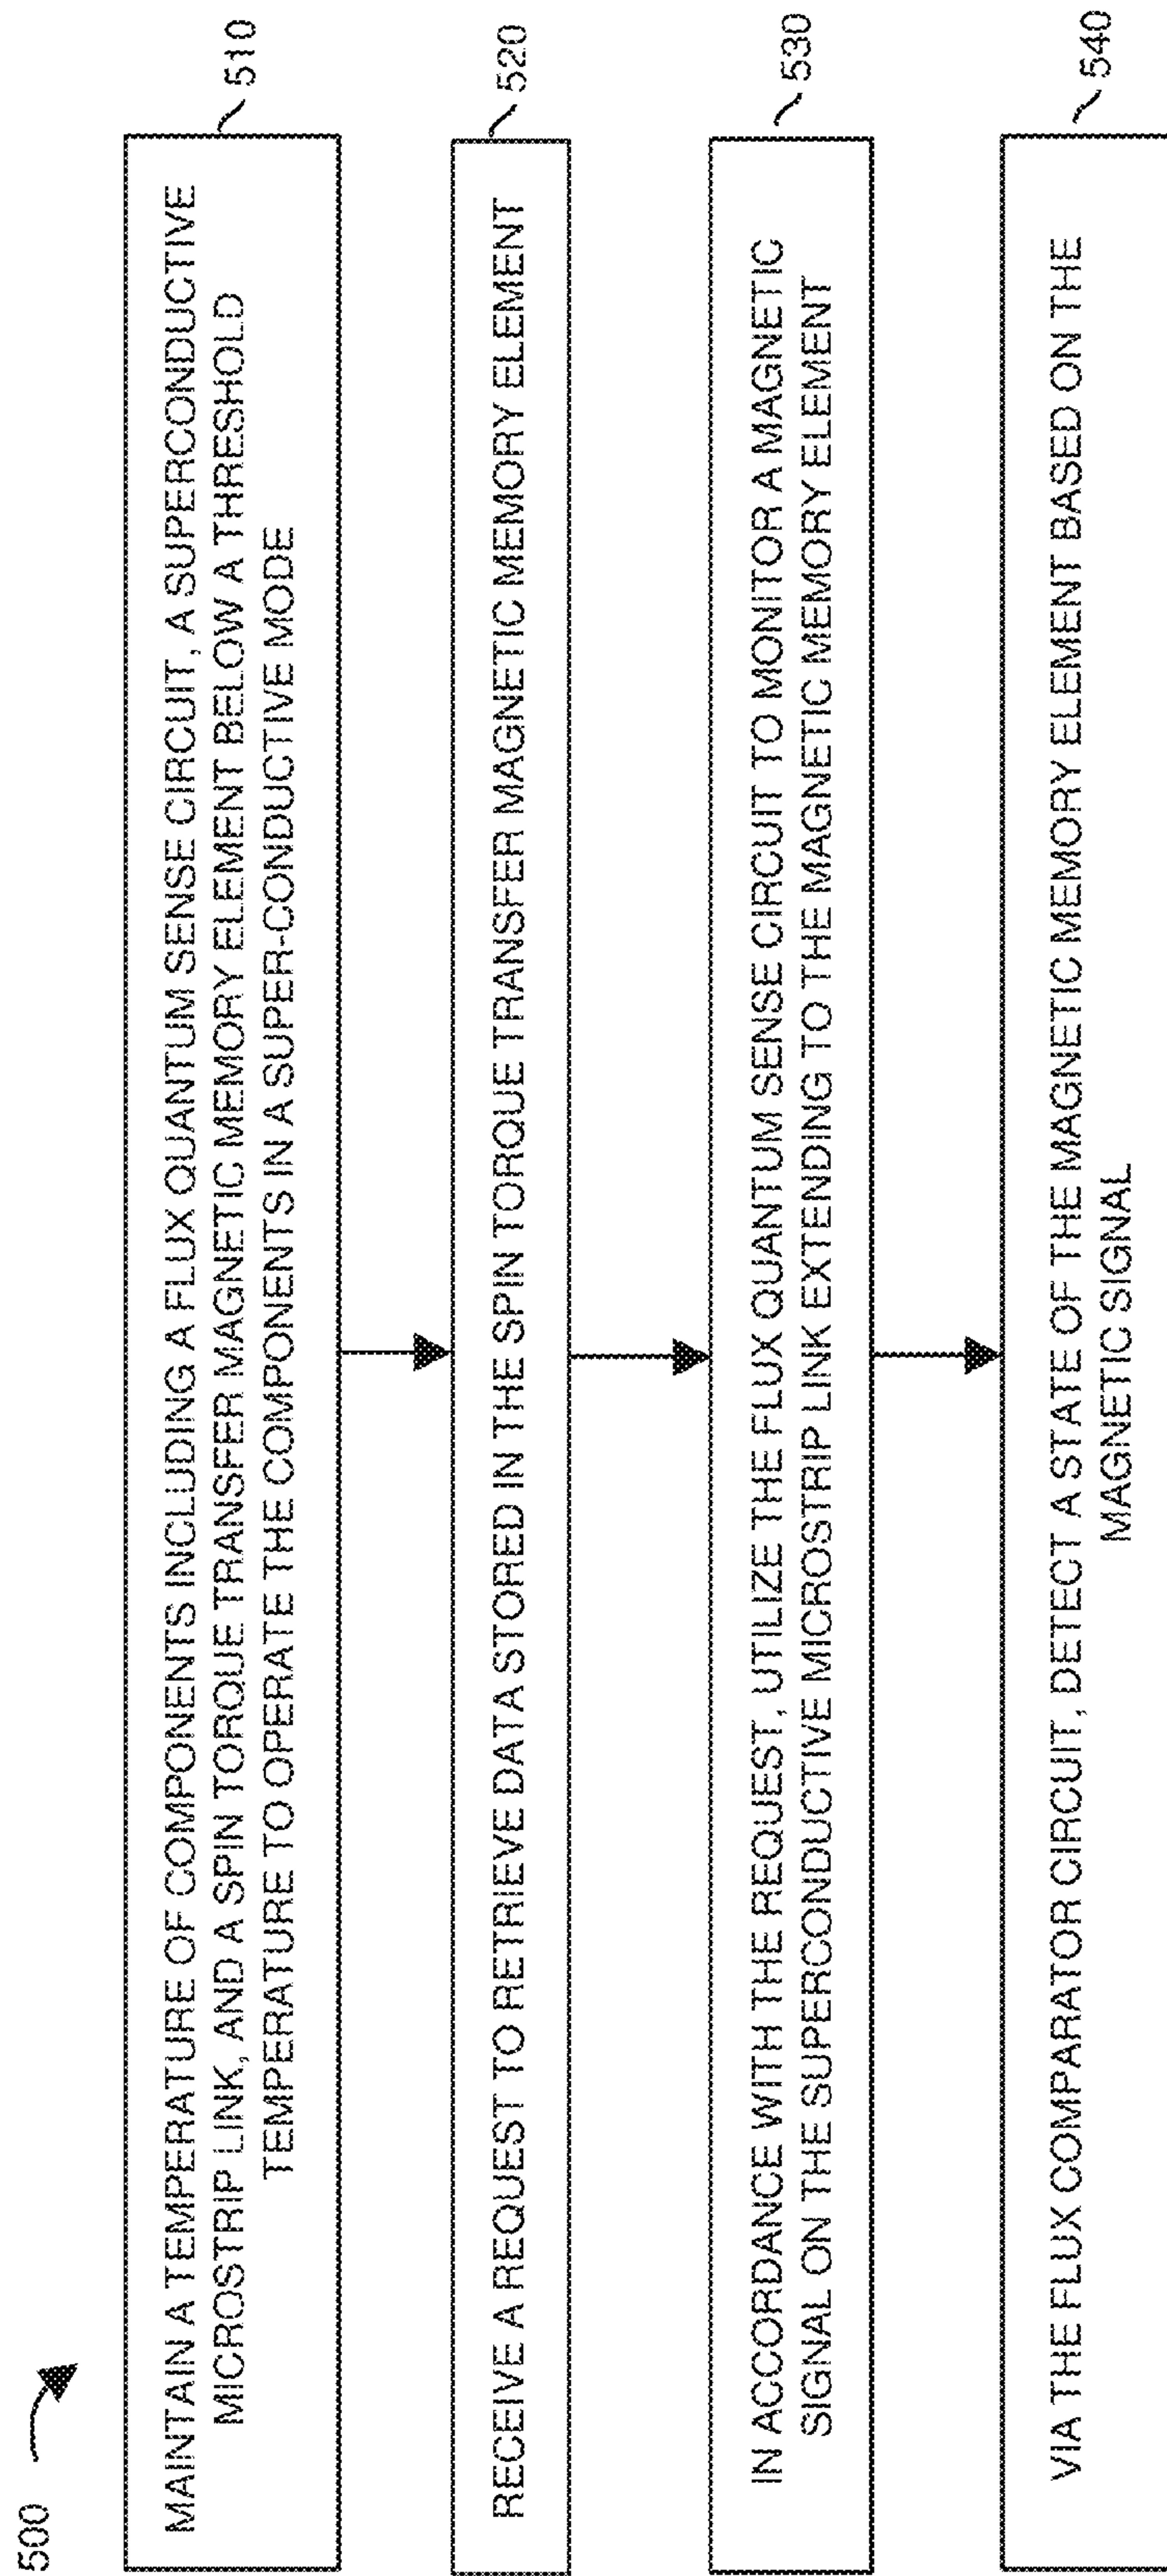 500
MAINTAIN A TEMPERATURE OF COMPONENTS INCLUDING A FLUX QUANTUM SENSE CIRCUIT, A SUPERCONDUCTIVE
MICROSTRIP LINK, AND A SPIN TORQUE TRANSFER MAGNETIC MEMORY ELEMENT BELOW A THRESHOLD
TEMPERATURE TO OPERATE THE COMPONENTS IN A SUPER-CONDUCTIVE MODE
510
RECEIVE A REQUEST TO RETRIEVE DATA STORED IN THE SPIN TORQUE TRANSFER MAGNETIC MEMORY ELEMENT
520
IN ACCORDANCE WITH THE REQUEST, UTILIZE THE FLUX QUANTUM SENSE CIRCUIT TO MONITOR A MAGNETIC
SIGNAL ON THE SUPERCONDUCTIVE MICROSTRIP LINK EXTENDING TO THE MAGNETIC MEMORY ELEMENT
530
VIA THE FLUX COMPARATOR CIRCUIT, DETECT A STATE OF THE MAGNETIC MEMORY ELEMENT BASED ON THE
MAGNETIC SIGNAL
540